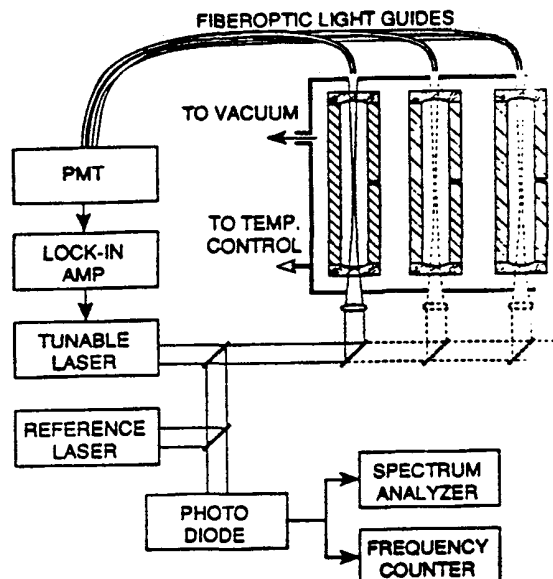 FIBEROPTIC LIGHT GUIDES
TO VACUUM
PMT
TO TEMP.
CONTROL
LOCK-IN
AMP
TUNABLE
LASER
REFERENCE
LASER
PHOTO
DIODE
SPECTRUM
ANALYZER
FREQUENCY
COUNTER